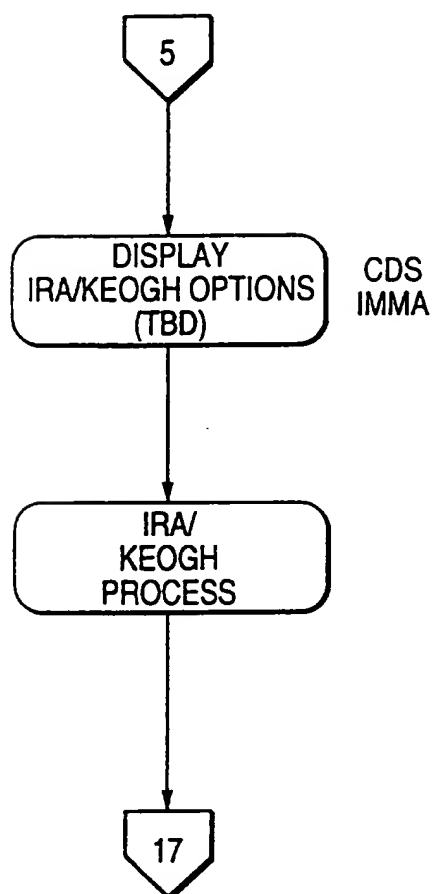 5
DISPLAY
IRA/KEOGH OPTIONS
(TBD)
CDS
IMMA
IRA/
KEOGH
PROCESS
17